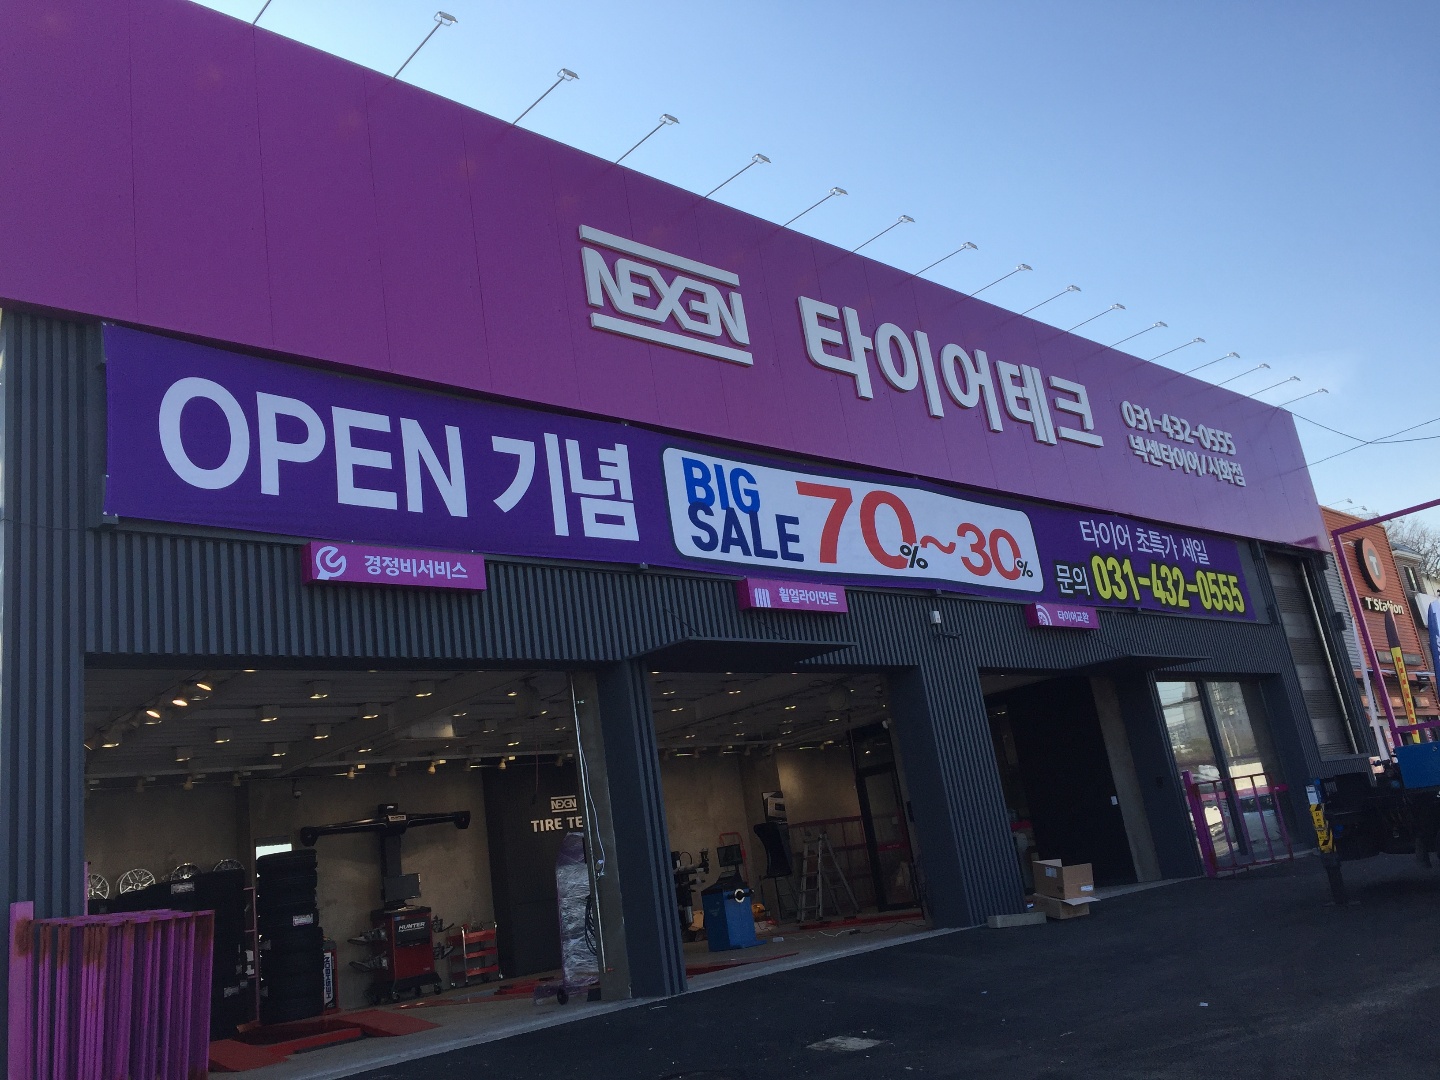 NEXEN
타이어테크
031-432-0555
넥센타이어/시화점
OPEN 기념
BIG
SALE
70%~30%
타이어 초특가 세일
문의 031-432-0555
경정비서비스
휠얼라이먼트
타이어교환
T'Station
NEXEN
TIRE TE
HUNTER